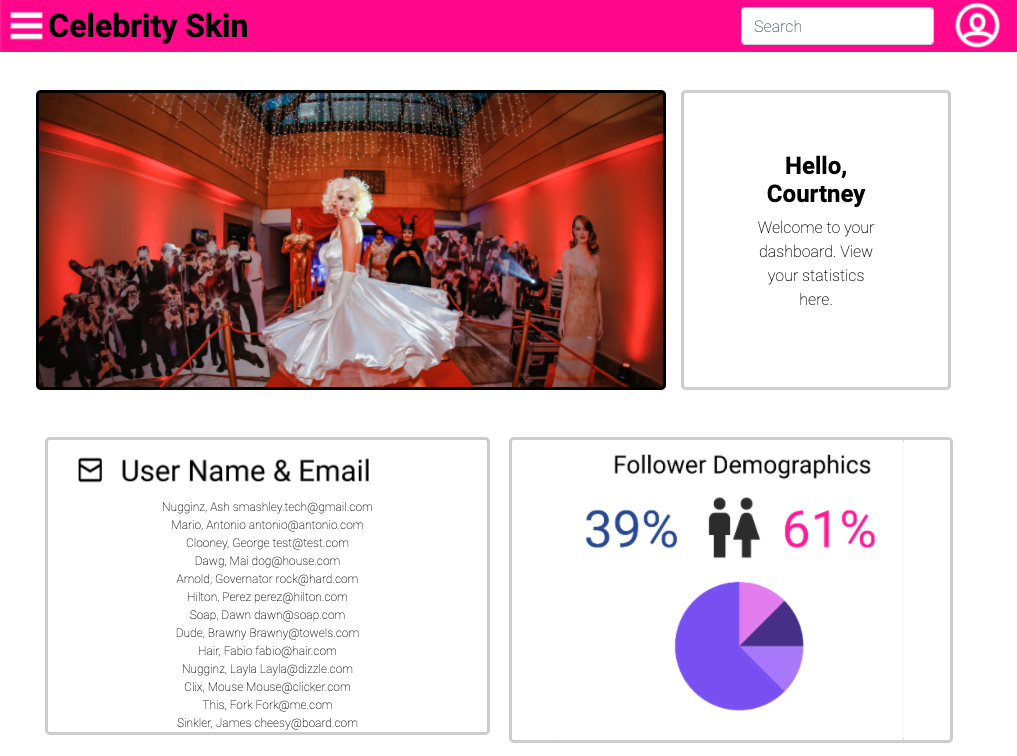 Celebrity Skin
Search
Hello,
Courtney
Welcome to your
dashboard. View
your statistics
here.
User Name & Email
Nugginz, Ash smashley.tech@gmail.com
Mario, Antonio antonio@antonio.com
Clooney, George test@test.com
Dawg, Mai dog@house.com
Arnold, Governator rock@hard.com
Hilton, Perez perez@hilton.com
Soap, Dawn dawn@soap.com
Dude, Brawny Brawny@towels.com
Hair, Fabio fabio@hair.com
Nugginz, Layla Layla@dizzle.com
Clix, Mouse Mouse@clicker.com
This, Fork Fork@me.com
Sinkler, James cheesy@board.com
Follower Demographics
39% 61%